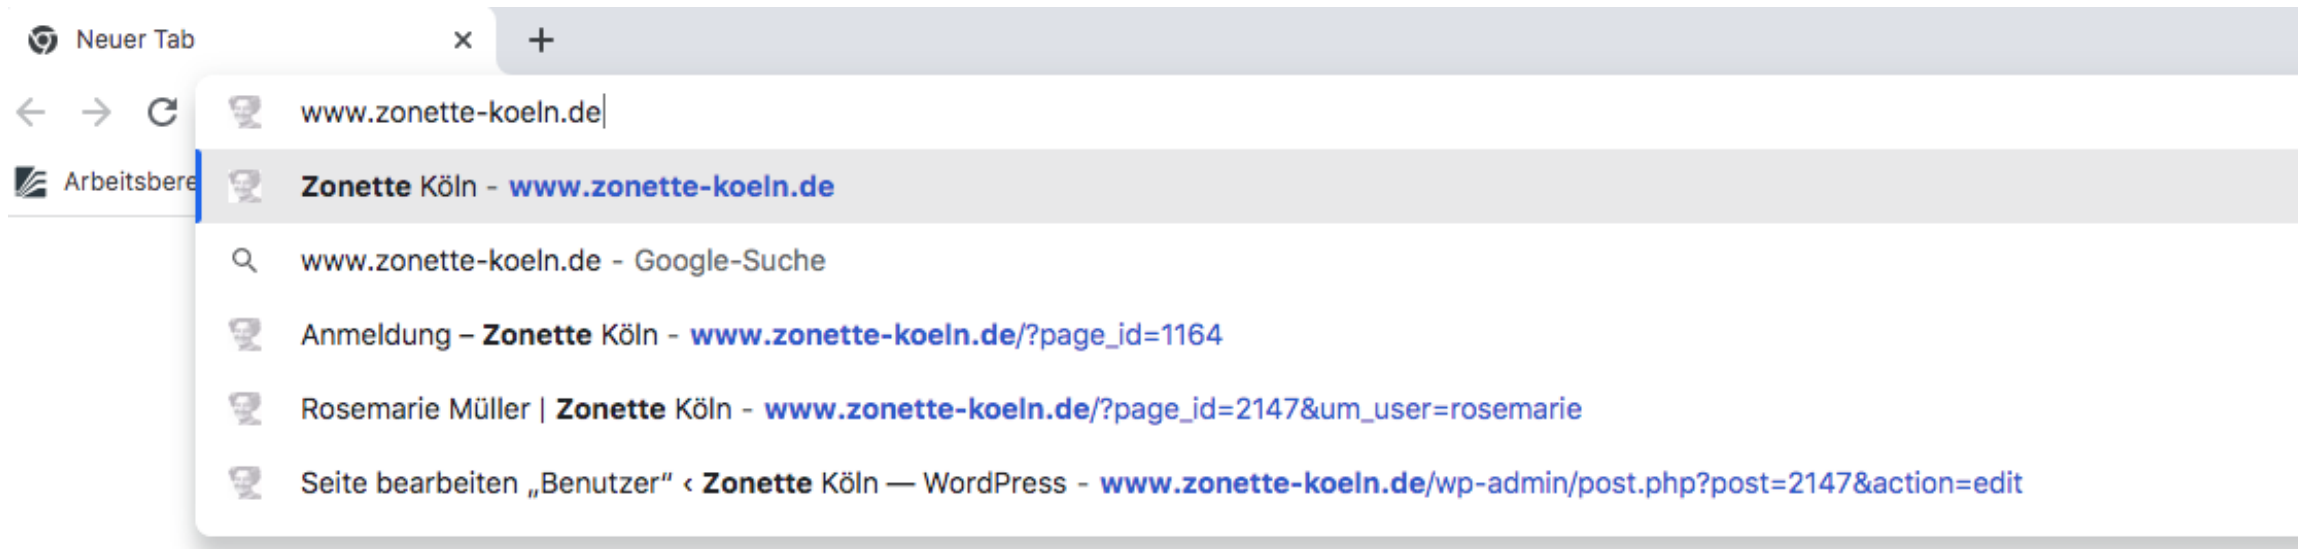 Neuer Tab
www.zonette-koeln.de
Arbeitsbere
Zonette Köln - www.zonette-koeln.de
www.zonette-koeln.de - Google-Suche
Anmeldung – Zonette Köln - www.zonette-koeln.de/?page_id=1164
Rosemarie Müller | Zonette Köln - www.zonette-koeln.de/?page_id=2147&um_user=rosemarie
Seite bearbeiten „Benutzer“ ‹ Zonette Köln — WordPress - www.zonette-koeln.de/wp-admin/post.php?post=2147&action=edit